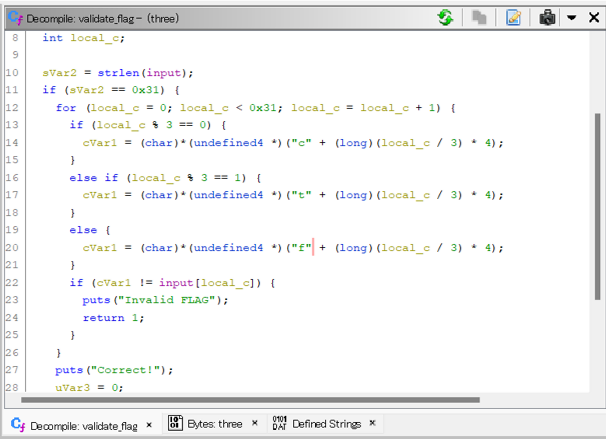 Decompile: validate_flag – (three)
8 int local_c;
9
10 sVar2 = strlen(input);
11 if (sVar2 == 0x31) {
12 for (local_c = 0; local_c < 0x31; local_c = local_c + 1) {
13 if (local_c % 3 == 0) {
14 cVar1 = (char)*(undefined4 *)("c" + (long)(local_c / 3) * 4);
15 }
16 else if (local_c % 3 == 1) {
17 cVar1 = (char)*(undefined4 *)("t" + (long)(local_c / 3) * 4);
18 }
19 else {
20 cVar1 = (char)*(undefined4 *)("f" + (long)(local_c / 3) * 4);
21 }
22 if (cVar1 != input[local_c]) {
23 puts("Invalid FLAG");
24 return 1;
25 }
26 }
27 puts("Correct!");
28 uVar3 = 0;
Decompile: validate_flag × Bytes: three × Defined Strings ×